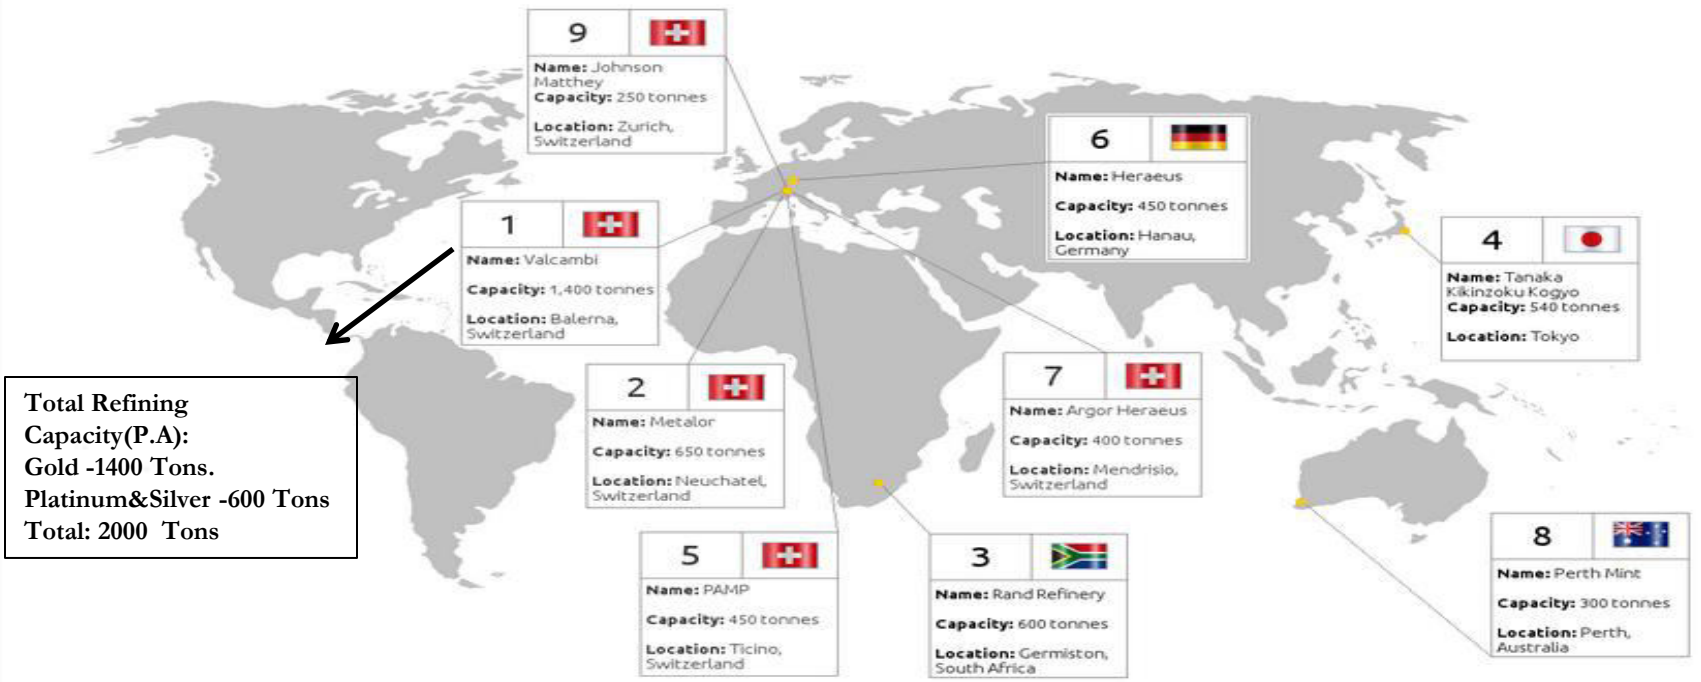 9
Name: Johnson
Matthey
Capacity: 250 tonnes
Location: Zurich,
Switzerland
6
Name: Heraeus
Capacity: 450 tonnes
Location: Hanau,
Germany
1
Name: Valcambi
Capacity: 1,400 tonnes
Location: Balerna,
Switzerland
4
Name: Tanaka
Kikinzoku Kogyo
Capacity: 540 tonnes
Location: Tokyo
Total Refining
Capacity(P.A):
Gold -1400 Tons.
Platinum&Silver -600 Tons
Total: 2000 Tons
2
Name: Metalor
Capacity: 650 tonnes
Location: Neuchatel,
Switzerland
7
Name: Argor Heraeus
Capacity: 400 tonnes
Location: Mendrisio,
Switzerland
5
Name: PAMP
Capacity: 450 tonnes
Location: Ticino,
Switzerland
3
Name: Rand Refinery
Capacity: 600 tonnes
Location: Germiston,
South Africa
8
Name: Perth Mint
Capacity: 300 tonnes
Location: Perth,
Australia